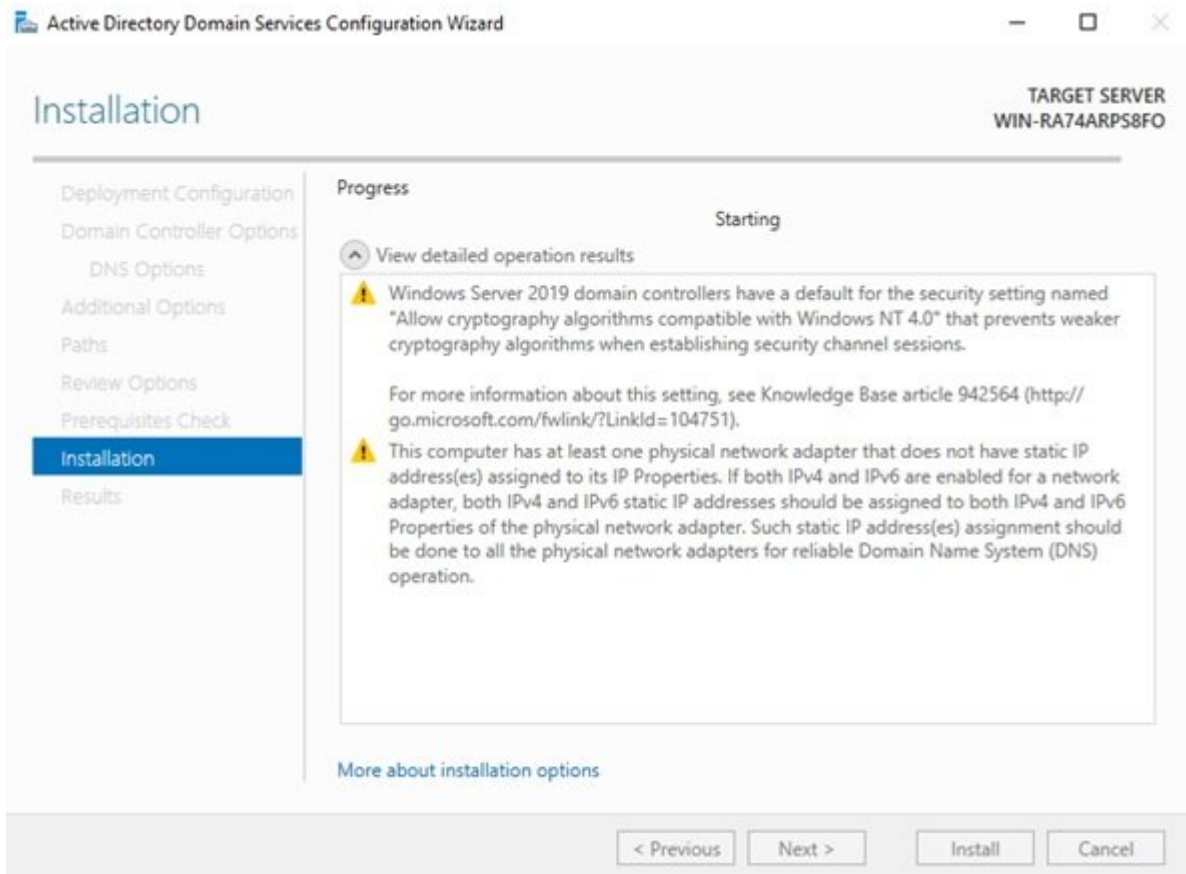 Active Directory Domain Services Configuration Wizard
Installation
TARGET SERVER
WIN-RA74ARPS8FO
Deployment Configuration
Domain Controller Options
DNS Options
Additional Options
Paths
Review Options
Prerequisites Check
Installation
Results
Progress
Starting
View detailed operation results
Windows Server 2019 domain controllers have a default for the security setting named
"Allow cryptography algorithms compatible with Windows NT 4.0" that prevents weaker
cryptography algorithms when establishing security channel sessions.
For more information about this setting, see Knowledge Base article 942564 (http://
go.microsoft.com/fwlink/?LinkId=104751).
This computer has at least one physical network adapter that does not have static IP
address(es) assigned to its IP Properties. If both IPv4 and IPv6 are enabled for a network
adapter, both IPv4 and IPv6 static IP addresses should be assigned to both IPv4 and IPv6
Properties of the physical network adapter. Such static IP address(es) assignment should
be done to all the physical network adapters for reliable Domain Name System (DNS)
operation.
More about installation options
< Previous
Next >
Install
Cancel